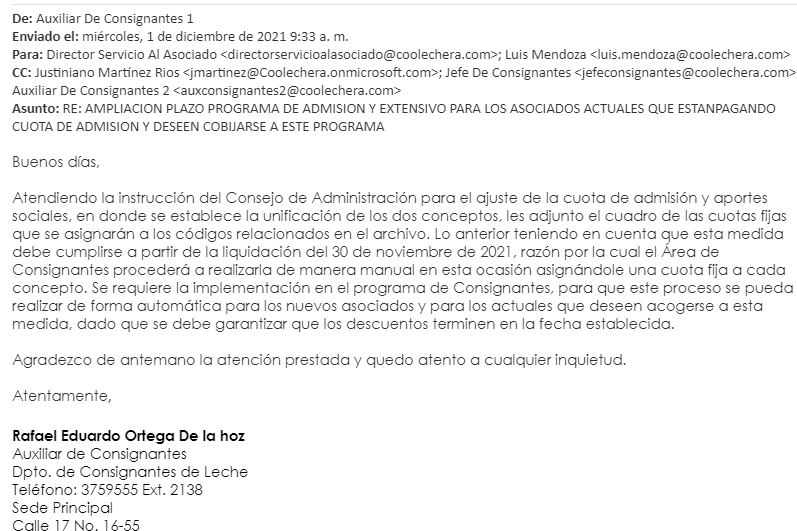 De: Auxiliar De Consignantes 1
Enviado el: miércoles, 1 de diciembre de 2021 9:33 a. m.
Para: Director Servicio Al Asociado <directorservicioalasociado@coolechera.com>; Luis Mendoza <luis.mendoza@coolechera.com>
CC: Justiniano Martínez Rios <jmartinez@Coolechera.onmicrosoft.com>; Jefe De Consignantes <jefeconsignantes@coolechera.com>
Auxiliar De Consignantes 2 <auxconsignantes2@coolechera.com>
Asunto: RE: AMPLIACION PLAZO PROGRAMA DE ADMISION Y EXTENSIVO PARA LOS ASOCIADOS ACTUALES QUE ESTANPAGANDO
CUOTA DE ADMISION Y DESEEN COBIJARSE A ESTE PROGRAMA
Buenos días,
Atendiendo la instrucción del Consejo de Administración para el ajuste de la cuota de admisión y aportes
sociales, en donde se establece la unificación de los dos conceptos, les adjunto el cuadro de las cuotas fijas
que se asignarán a los códigos relacionados en el archivo. Lo anterior teniendo en cuenta que esta medida
debe cumplirse a partir de la liquidación del 30 de noviembre de 2021, razón por la cual el Área de
Consignantes procederá a realizarla de manera manual en esta ocasión asignándole una cuota fija a cada
concepto. Se requiere la implementación en el programa de Consignantes, para que este proceso se pueda
realizar de forma automática para los nuevos asociados y para los actuales que deseen acogerse a esta
medida, dado que se debe garantizar que los descuentos terminen en la fecha establecida.
Agradezco de antemano la atención prestada y quedo atento a cualquier inquietud.
Atentamente,
Rafael Eduardo Ortega De la hoz
Auxiliar de Consignantes
Dpto. de Consignantes de Leche
Teléfono: 3759555 Ext. 2138
Sede Principal
Calle 17 No. 16-55